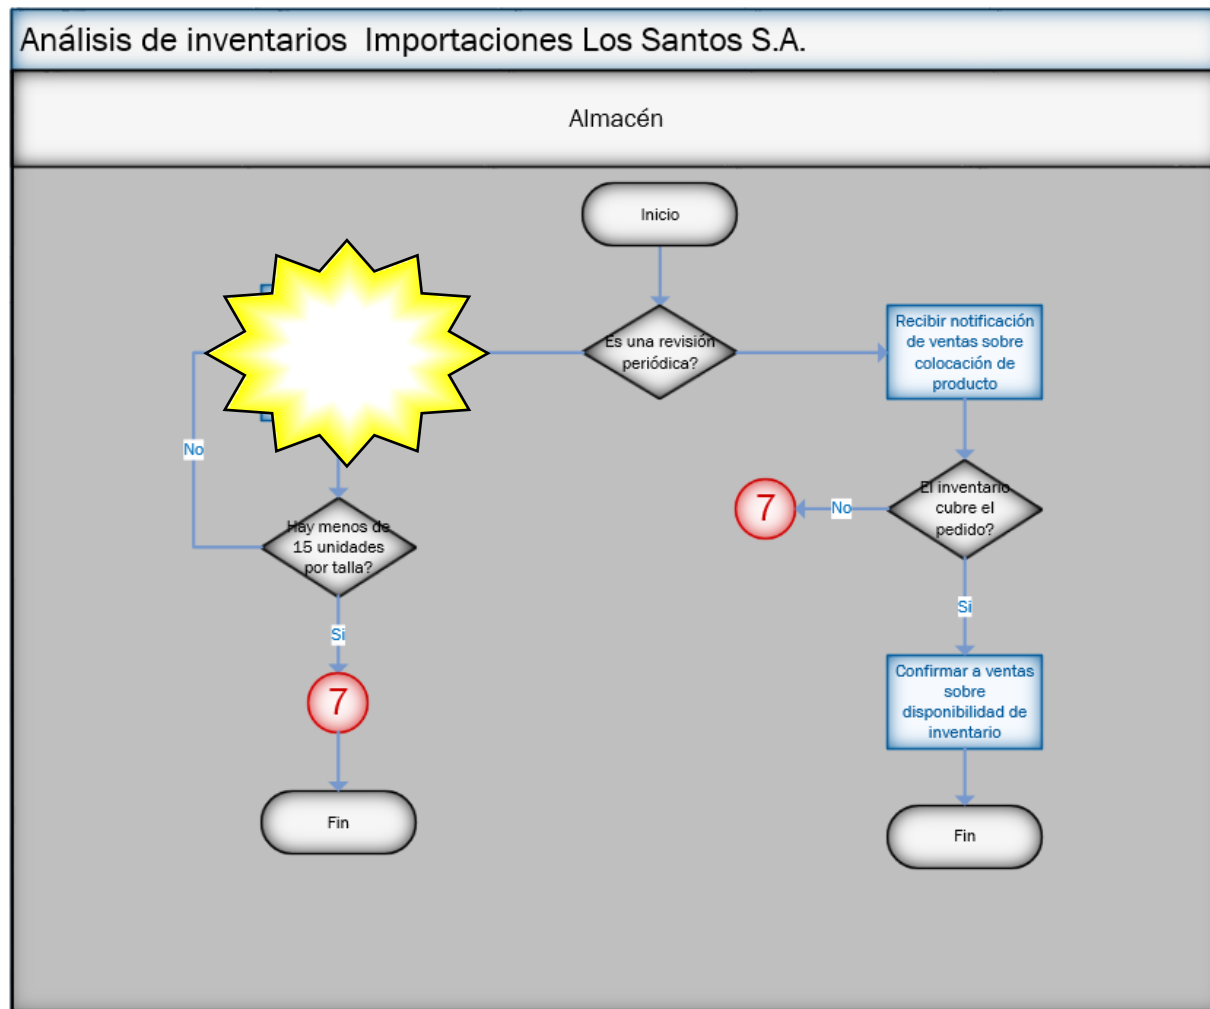 Análisis de inventarios  Importaciones Los Santos S.A.
Almacén
Inicio
Es una revisión
periódica?
Recibir notificación
de ventas sobre
colocación de
producto
No
Hay menos de
15 unidades
por talla?
7
No
El inventario
cubre el
pedido?
Si
Si
7
Confirmar a ventas
sobre
disponibilidad de
inventario
Fin
Fin